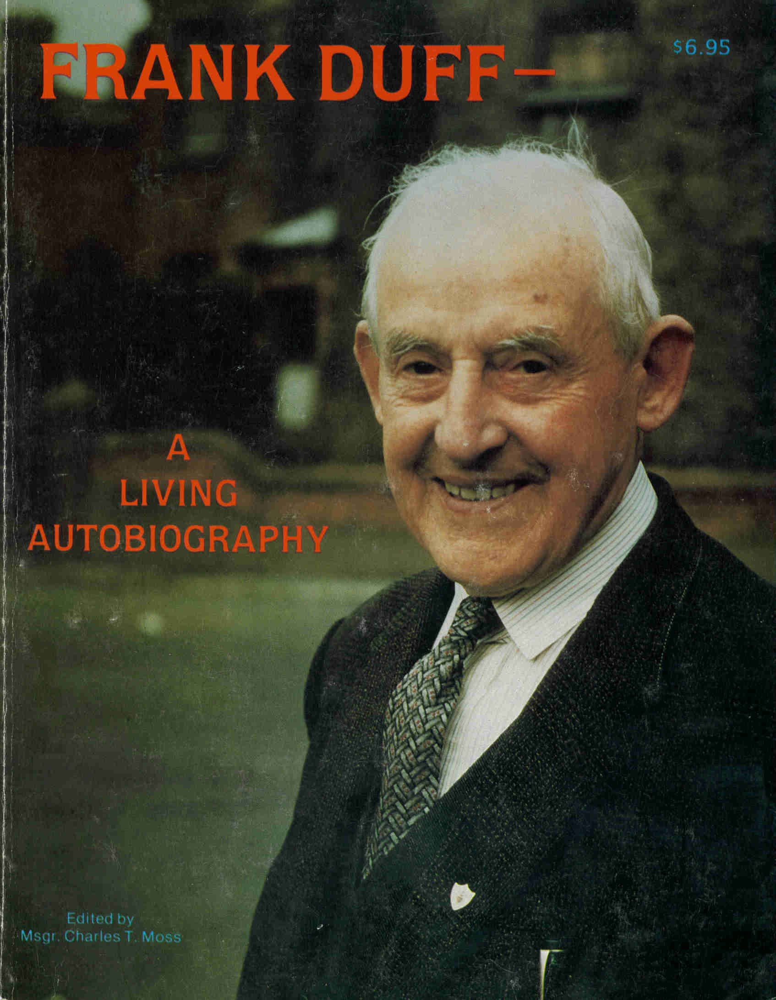 FRANK DUFF—
$6.95
A
LIVING
AUTOBIOGRAPHY
Edited by
Msgr. Charles T. Moss